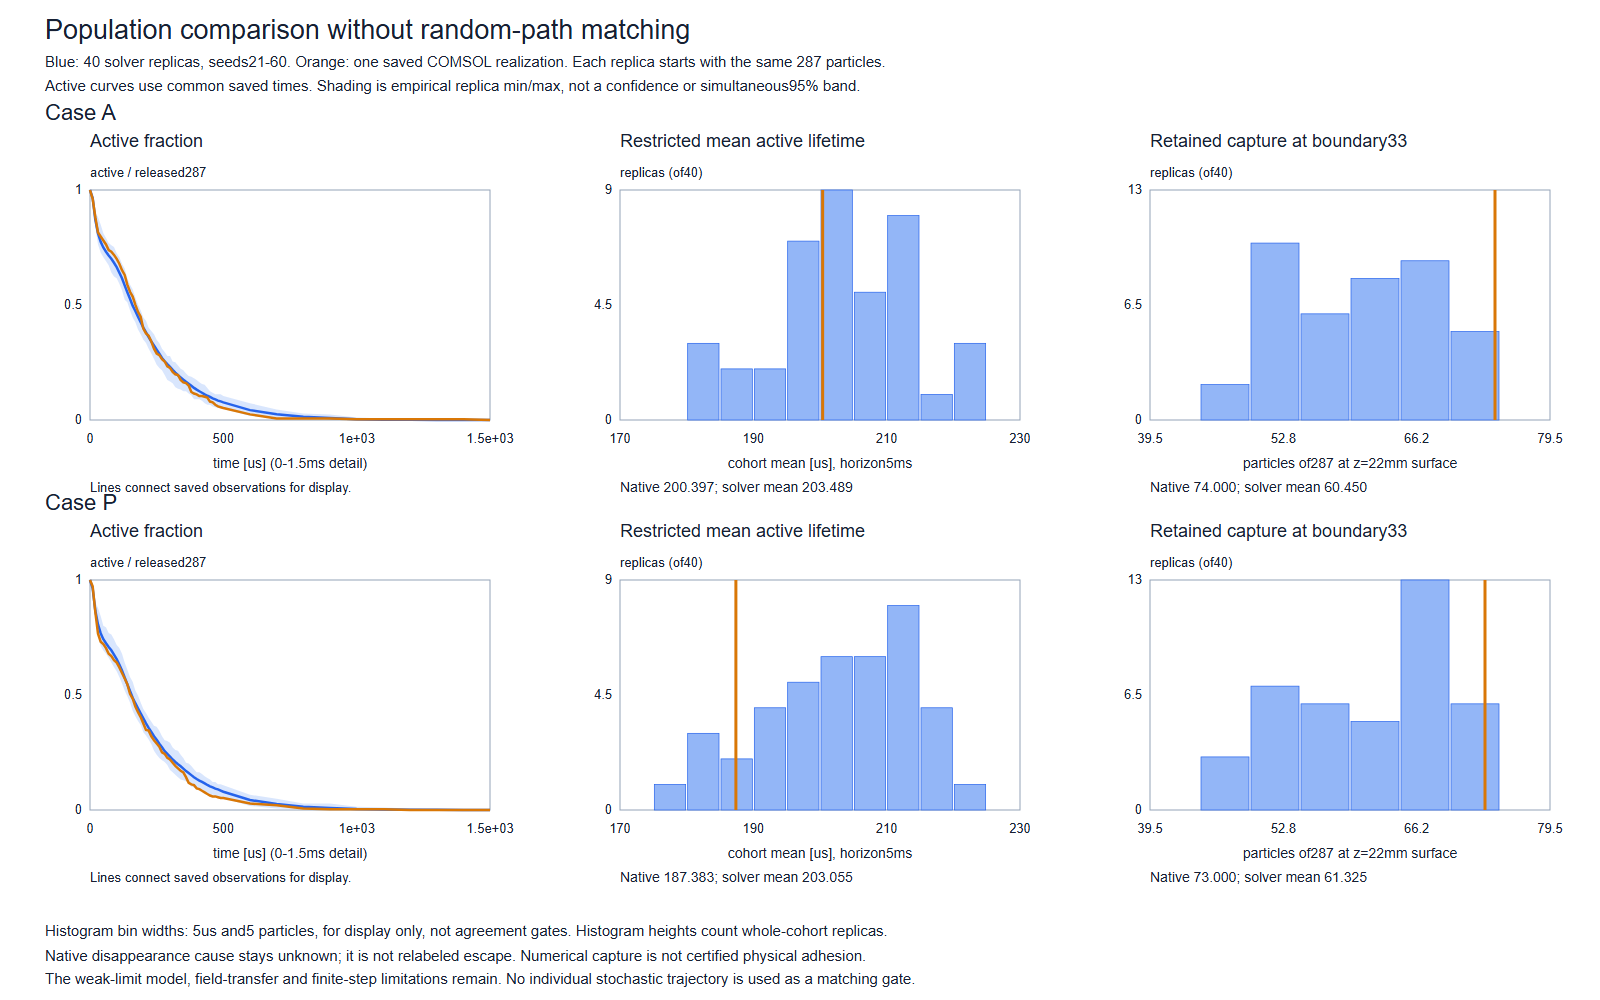 Population comparison without random-path matching
Blue: 40 solver replicas, seeds21-60. Orange: one saved COMSOL realization. Each replica starts with the same 287 particles.
Active curves use common saved times. Shading is empirical replica min/max, not a confidence or simultaneous95% band.
Case A
Active fraction
active / released287
1
0.5
0
0 500 1e+03 1.5e+03
time [us] (0-1.5ms detail)
Lines connect saved observations for display.
Restricted mean active lifetime
replicas (of40)
9
4.5
0
170 190 210 230
cohort mean [us], horizon5ms
Native 200.397; solver mean 203.489
Retained capture at boundary33
replicas (of40)
13
6.5
0
39.5 52.8 66.2 79.5
particles of287 at z=22mm surface
Native 74.000; solver mean 60.450
Case P
Active fraction
active / released287
1
0.5
0
0 500 1e+03 1.5e+03
time [us] (0-1.5ms detail)
Lines connect saved observations for display.
Restricted mean active lifetime
replicas (of40)
9
4.5
0
170 190 210 230
cohort mean [us], horizon5ms
Native 187.383; solver mean 203.055
Retained capture at boundary33
replicas (of40)
13
6.5
0
39.5 52.8 66.2 79.5
particles of287 at z=22mm surface
Native 73.000; solver mean 61.325
Histogram bin widths: 5us and5 particles, for display only, not agreement gates. Histogram heights count whole-cohort replicas.
Native disappearance cause stays unknown; it is not relabeled escape. Numerical capture is not certified physical adhesion.
The weak-limit model, field-transfer and finite-step limitations remain. No individual stochastic trajectory is used as a matching gate.